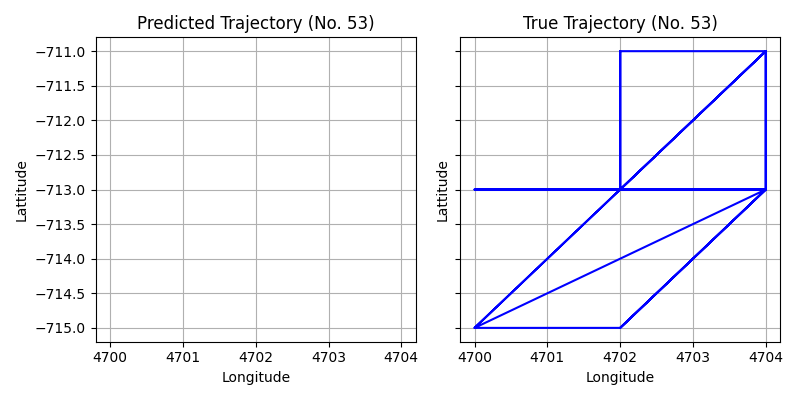 Predicted Trajectory (No. 53)
True Trajectory (No. 53)
−711.0
−711.5
−712.0
−712.5
−713.0
−713.5
−714.0
−714.5
−715.0
Lattitude
Lattitude
4700 4701 4702 4703 4704
4700 4701 4702 4703 4704
Longitude
Longitude